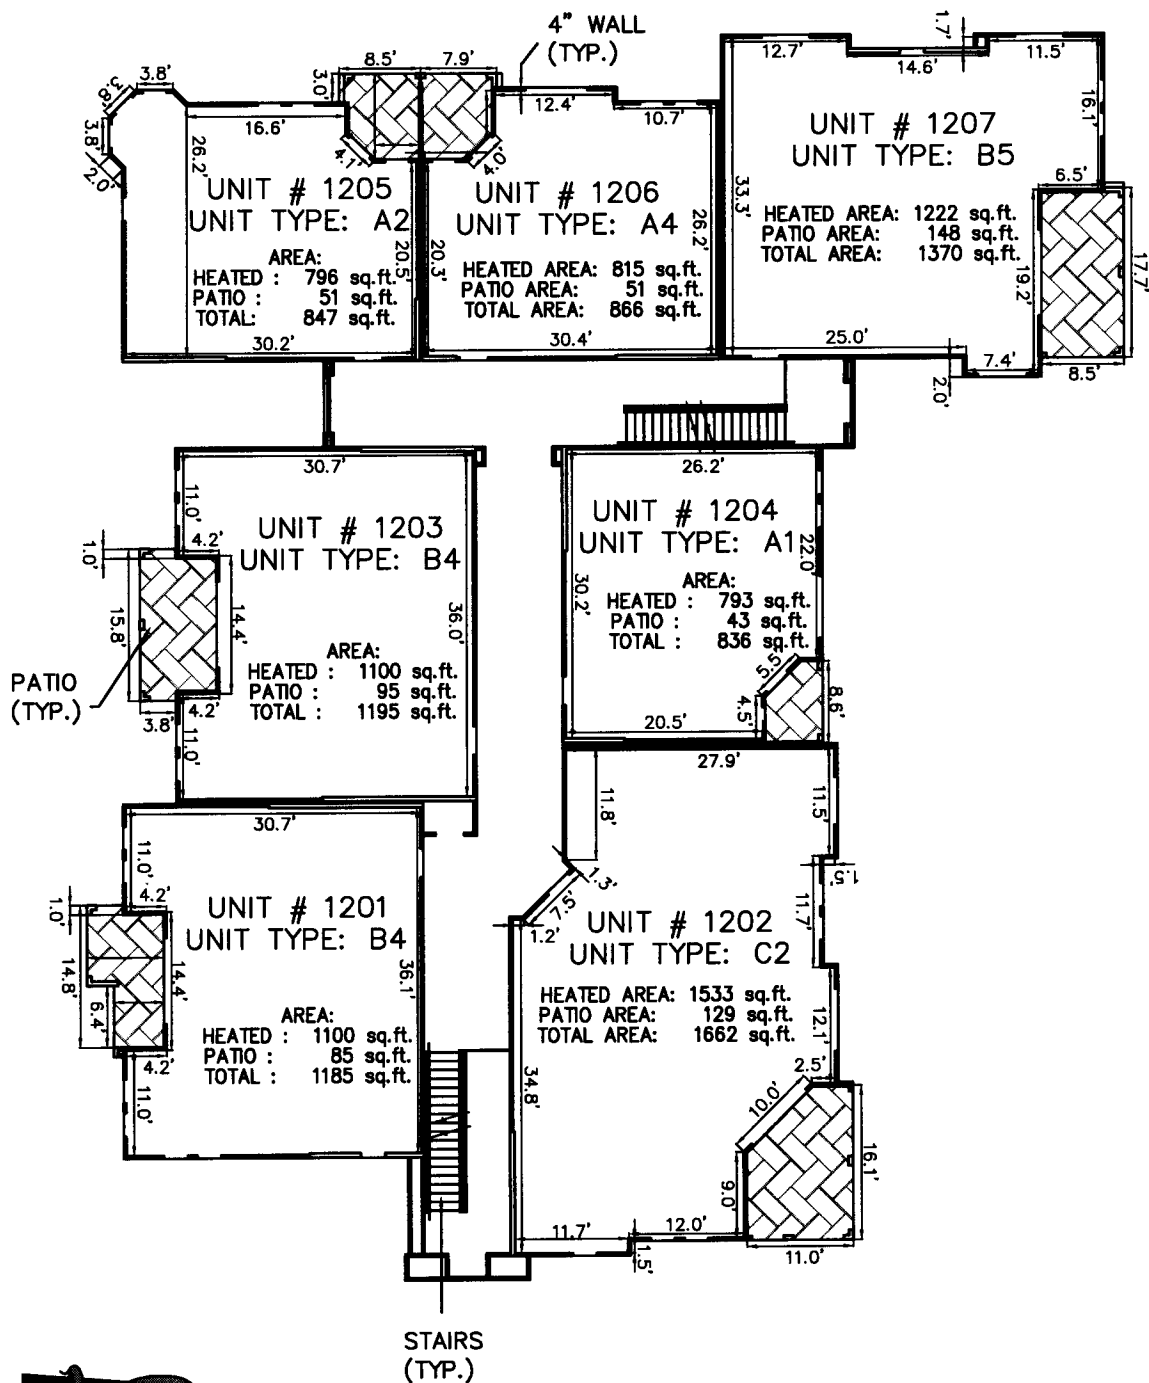 4" WALL
(TYP.)
1.7'
12.7'
14.6'
11.5'
8.5'
7.9'
3.0'
3.8'
3.8'
3.8'
2.0'
16.6'
26.2'
4.1'
4.0'
12.4'
10.7'
16.1'
UNIT # 1205
UNIT TYPE: A2
AREA:
HEATED : 796 sq.ft.
PATIO : 51 sq.ft.
TOTAL: 847 sq.ft.
20.5'
30.2'
UNIT # 1206
UNIT TYPE: A4
HEATED AREA: 815 sq.ft.
PATIO AREA: 51 sq.ft.
TOTAL AREA: 866 sq.ft.
20.3'
26.2'
30.4'
UNIT # 1207
UNIT TYPE: B5
HEATED AREA: 1222 sq.ft.
PATIO AREA: 148 sq.ft.
TOTAL AREA: 1370 sq.ft.
33.3'
6.5'
19.2'
17.7'
25.0'
7.4'
2.0'
8.5'
30.7'
11.0'
UNIT # 1203
UNIT TYPE: B4
4.2'
1.0'
15.8'
14.4'
36.0'
AREA:
HEATED : 1100 sq.ft.
PATIO : 95 sq.ft.
TOTAL : 1195 sq.ft.
PATIO
(TYP.)
3.8'
4.2'
11.0'
26.2'
UNIT # 1204
UNIT TYPE: A1
22.0'
30.2'
AREA:
HEATED : 793 sq.ft.
PATIO : 43 sq.ft.
TOTAL : 836 sq.ft.
5.5'
4.5'
8.6'
20.5'
30.7'
11.0'
4.2'
1.0'
UNIT # 1201
UNIT TYPE: B4
14.8'
14.4'
6.4'
36.1'
AREA:
HEATED : 1100 sq.ft.
PATIO : 85 sq.ft.
TOTAL : 1185 sq.ft.
4.2'
11.0'
27.9'
11.8'
11.5'
1.3'
7.5'
1.5'
11.7'
1.2'
UNIT # 1202
UNIT TYPE: C2
HEATED AREA: 1533 sq.ft.
PATIO AREA: 129 sq.ft.
TOTAL AREA: 1662 sq.ft.
12.1'
2.5'
34.8'
10.0'
16.1'
9.0'
11.7'
12.0'
1.5'
11.0'
STAIRS
(TYP.)